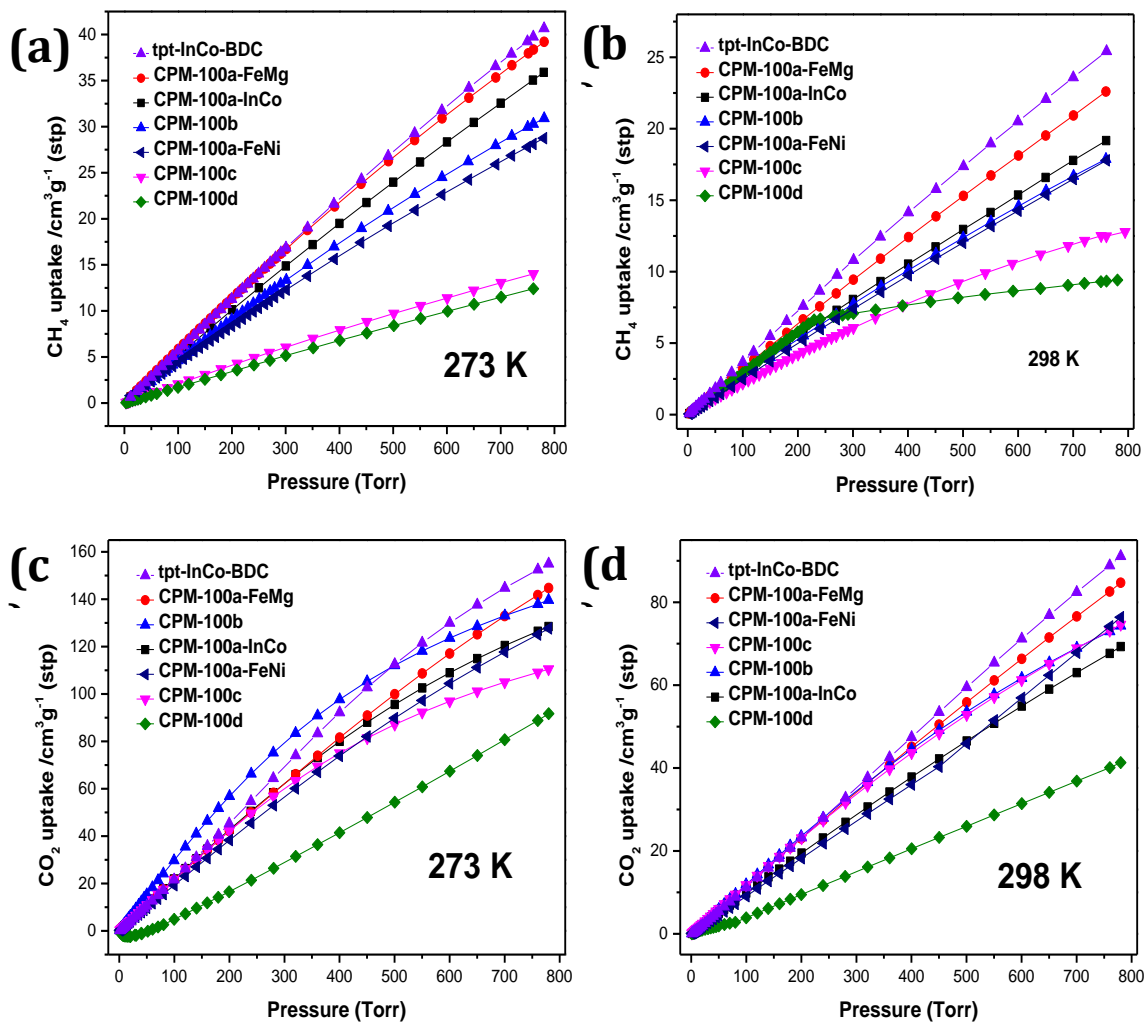 (a)
tpt-InCo-BDC
CPM-100a-FeMg
CPM-100a-InCo
CPM-100b
CPM-100a-FeNi
CPM-100c
CPM-100d
273 K
CH4 uptake /cm3g-1 (stp)
40
35
30
25
20
15
10
5
0
0 100 200 300 400 500 600 700 800
Pressure (Torr)
(b)
,
tpt-InCo-BDC
CPM-100a-FeMg
CPM-100a-InCo
CPM-100b
CPM-100a-FeNi
CPM-100c
CPM-100d
298 K
CH4 uptake /cm3g-1 (stp)
25
20
15
10
5
0
0 100 200 300 400 500 600 700 800
Pressure (Torr)
(c
,
tpt-InCo-BDC
CPM-100a-FeMg
CPM-100b
CPM-100a-InCo
CPM-100a-FeNi
CPM-100c
CPM-100d
273 K
CO2 uptake/cm3g-1 (stp)
160
140
120
100
80
60
40
20
0
0 100 200 300 400 500 600 700 800
Pressure (Torr)
(d
,
tpt-InCo-BDC
CPM-100a-FeMg
CPM-100a-FeNi
CPM-100c
CPM-100b
CPM-100a-InCo
CPM-100d
298 K
CO2 uptake/cm3g-1 (stp)
80
60
40
20
0
0 100 200 300 400 500 600 700 800
Pressure (Torr)